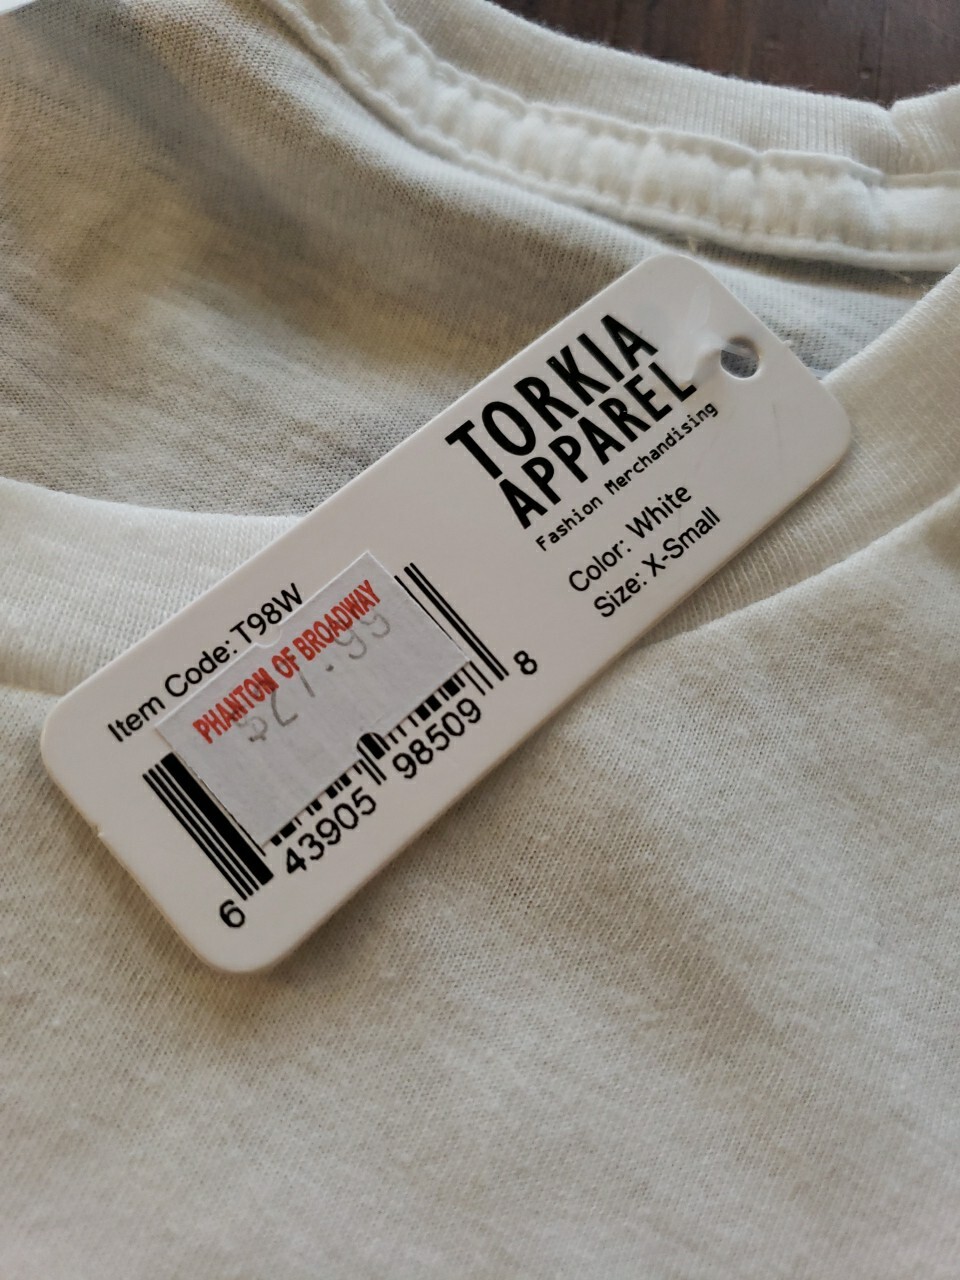 TORKIA
APPAREL
Fashion Merchandising
Color: White
Size: X-Small
Item Code: T98W
PHANTOM OF BROADWAY
6 43905 98509 8